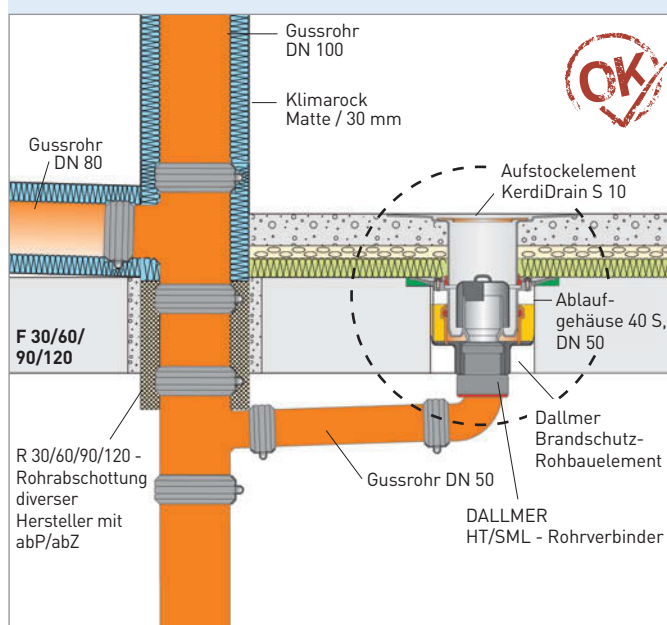 Gussrohr
DN 100
OK
Klimarock
Matte / 30 mm
Gussrohr
DN 80
Aufstockelement
KerdiDrain S 10
Ablauf-
gehäuse 40 S,
DN 50
F 30/60/
90/120
Dallmer
Brandschutz-
Rohbauelement
R 30/60/90/120 -
Rohrabschottung
diverser
Hersteller mit
abP/abZ
Gussrohr DN 50
DALLMER
HT/SML - Rohrverbinder